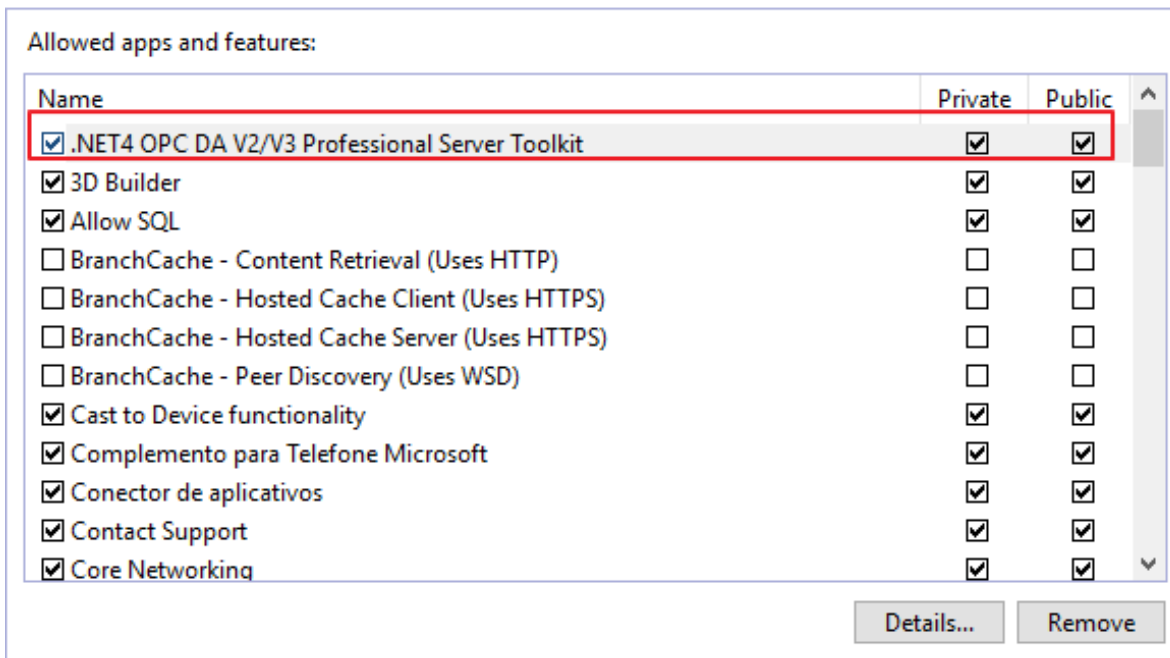 Allowed apps and features:
Name Private Public
.NET4 OPC DA V2/V3 Professional Server Toolkit
3D Builder
Allow SQL
BranchCache - Content Retrieval (Uses HTTP)
BranchCache - Hosted Cache Client (Uses HTTPS)
BranchCache - Hosted Cache Server (Uses HTTPS)
BranchCache - Peer Discovery (Uses WSD)
Cast to Device functionality
Complemento para Telefone Microsoft
Conector de aplicativos
Contact Support
Core Networking
Details... Remove